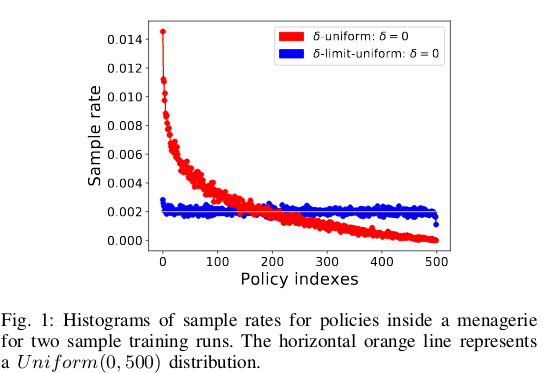 0.014
0.012
0.010
0.008
0.006
0.004
0.002
0.000
Sample rate
δ-uniform: δ = 0
δ-limit-uniform: δ = 0
0 100 200 300 400 500
Policy indexes
Fig. 1: Histograms of sample rates for policies inside a menagerie
for two sample training runs. The horizontal orange line represents
a Uniform(0, 500) distribution.